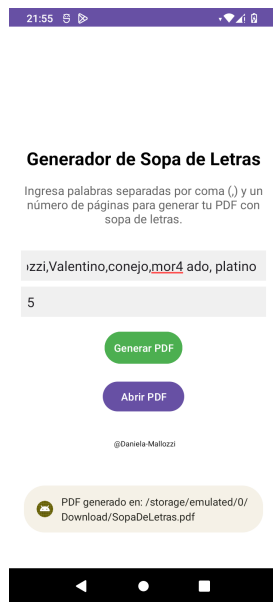 21:55
Generador de Sopa de Letras
Ingresa palabras separadas por coma (,) y un
número de páginas para generar tu PDF con
sopa de letras.
ozzi,Valentino,conejo,mor4 ado, platino
5
Generar PDF
Abrir PDF
@Daniela-Mallozzi
PDF generado en: /storage/emulated/0/
Download/SopaDeLetras.pdf